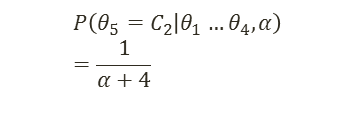 P(θ₅ = C₂|θ₁ …θ₄,α)
= 1/(α + 4)